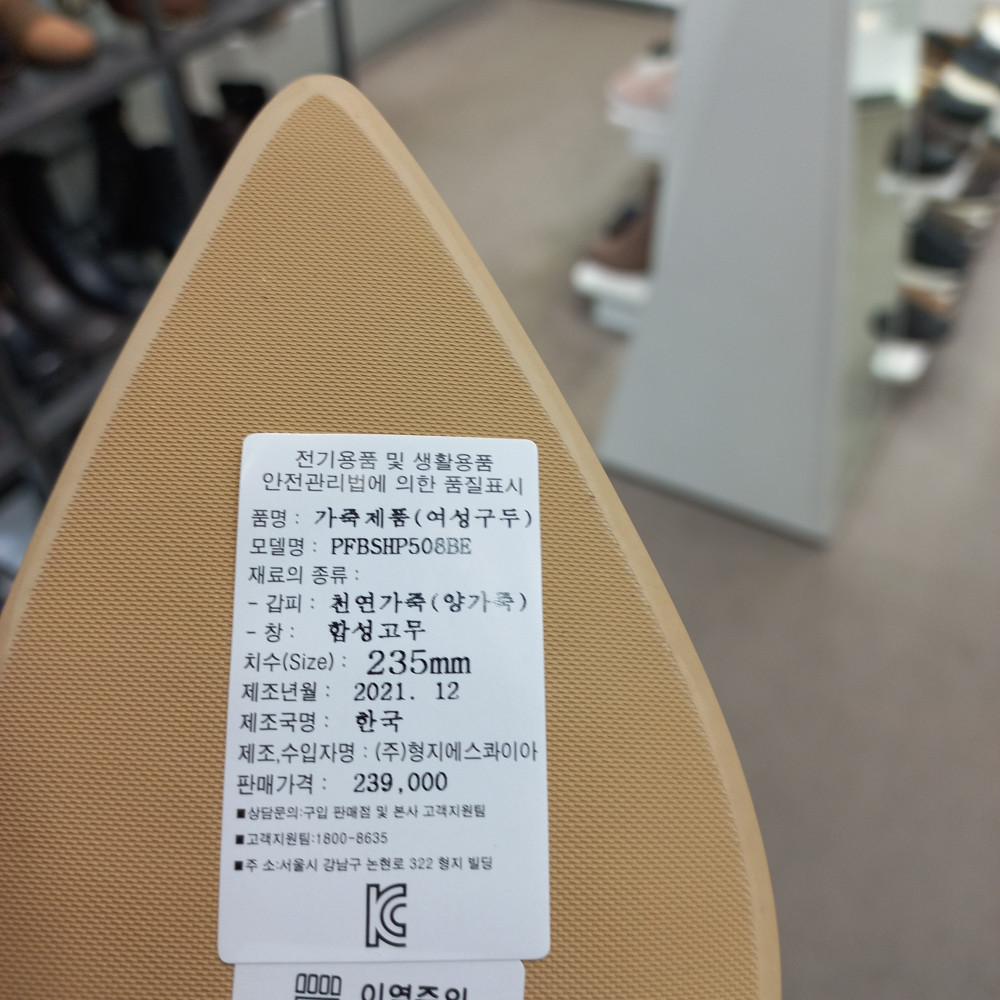 전기용품 및 생활용품
안전관리법에 의한 품질표시
품명 : 가죽제품(여성구두)
모델명 : PFBSHP508BE
재료의 종류 :
- 갑피 : 천연가죽(양가죽)
- 창 : 합성고무
치수(Size) : 235mm
제조년월 : 2021. 12
제조국명 : 한국
제조,수입자명 : (주)형지에스콰이아
판매가격 : 239,000
■상담문의:구입 판매점 및 본사 고객지원팀
■고객지원팀:1800-8635
■주 소:서울시 강남구 논현로 322 형지 빌딩
KC